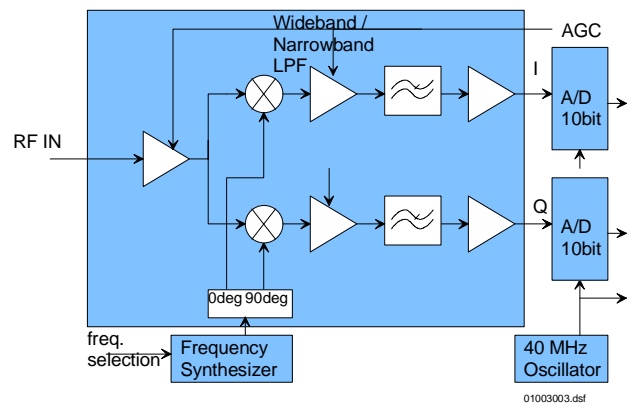 Wideband /
Narrowband
LPF
AGC
I
A/D
10bit
RF IN
Q
A/D
10bit
0deg 90deg
freq.
selection
Frequency
Synthesizer
40 MHz
Oscillator
01003003.dsf